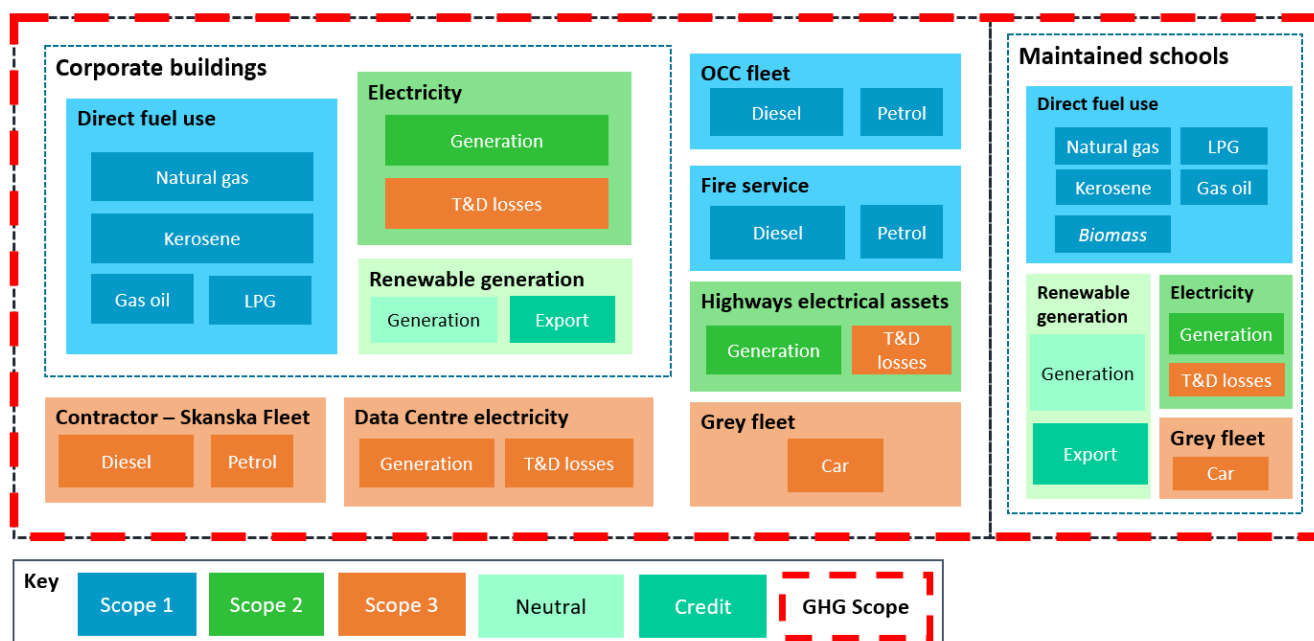 Corporate buildings
Direct fuel use
Natural gas
Kerosene
Gas oil
LPG
Electricity
Generation
T&D losses
Renewable generation
Generation
Export
OCC fleet
Diesel
Petrol
Fire service
Diesel
Petrol
Highways electrical assets
Generation
T&D
losses
Contractor – Skanska Fleet
Diesel
Petrol
Data Centre electricity
Generation
T&D losses
Grey fleet
Car
Maintained schools
Direct fuel use
Natural gas
LPG
Kerosene
Gas oil
Biomass
Renewable
generation
Generation
Export
Electricity
Generation
T&D losses
Grey fleet
Car
Key
Scope 1
Scope 2
Scope 3
Neutral
Credit
GHG Scope